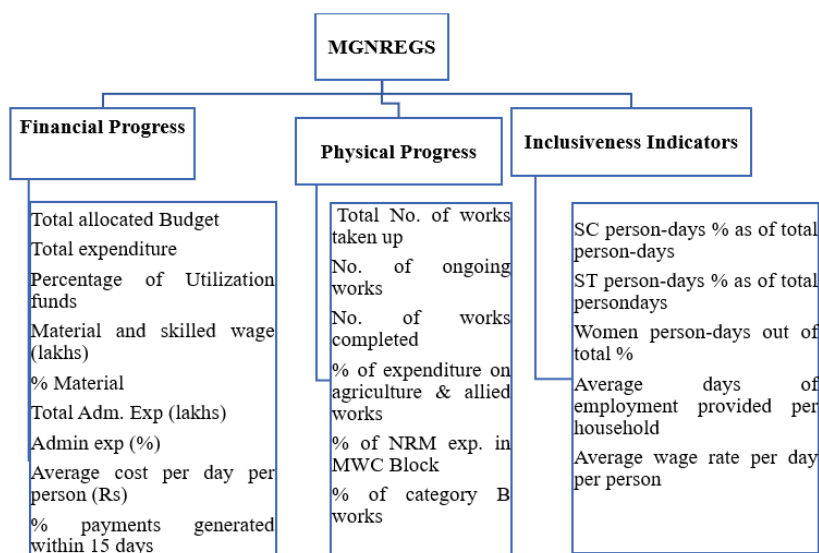 MGNREGS
Financial Progress
Total allocated Budget
Total expenditure
Percentage of Utilization
funds
Material and skilled wage
(lakhs)
% Material
Total Adm. Exp (lakhs)
Admin exp (%)
Average cost per day per
person (Rs)
% payments generated
within 15 days
Physical Progress
Total No. of works
taken up
No. of ongoing
works
No. of works
completed
% of expenditure on
agriculture & allied
works
% of NRM exp. in
MWC Block
% of category B
works
Inclusiveness Indicators
SC person-days % as of total
person-days
ST person-days % as of total
persondays
Women person-days out of
total %
Average days of
employment provided per
household
Average wage rate per day
per person